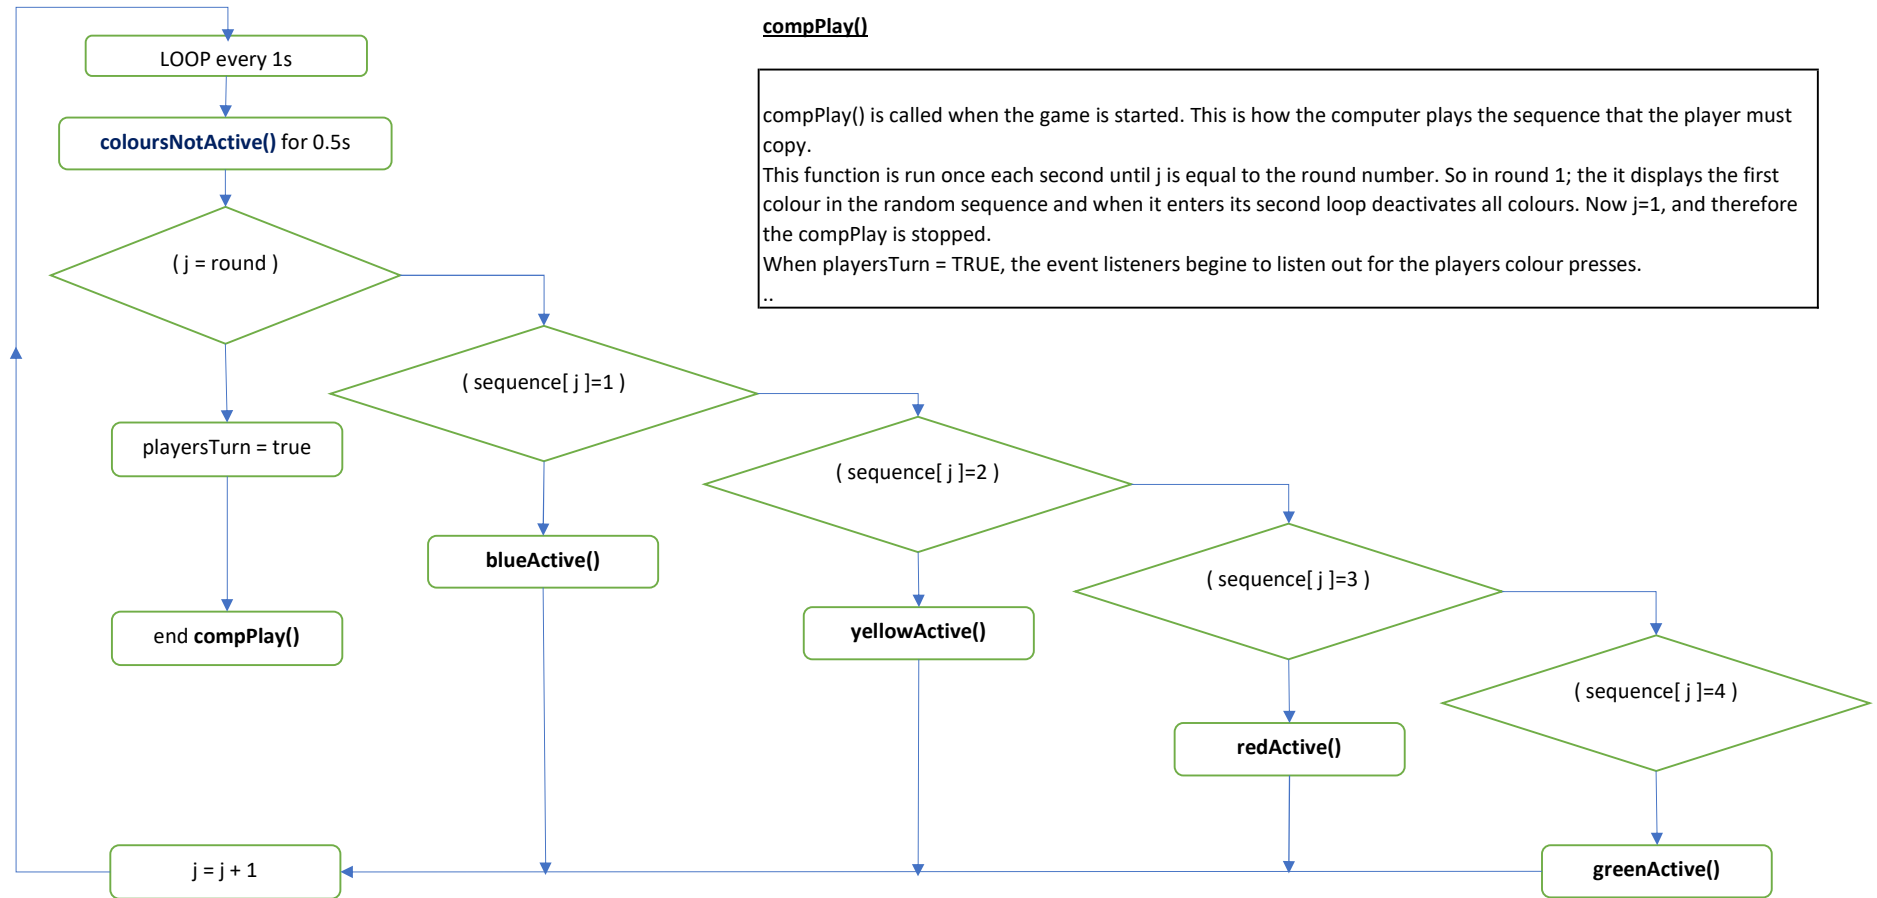 compPlay()
LOOP every 1s
coloursNotActive() for 0.5s
compPlay() is called when the game is started. This is how the computer plays the sequence that the player must
copy.
This function is run once each second until j is equal to the round number. So in round 1; the it displays the first
colour in the random sequence and when it enters its second loop deactivates all colours. Now j=1, and therefore
the compPlay is stopped.
When playersTurn = TRUE, the event listeners begine to listen out for the players colour presses.
..
( j = round )
( sequence[ j ]=1 )
playersTurn = true
( sequence[ j ]=2 )
blueActive()
( sequence[ j ]=3 )
end compPlay()
yellowActive()
( sequence[ j ]=4 )
redActive()
j = j + 1
greenActive()